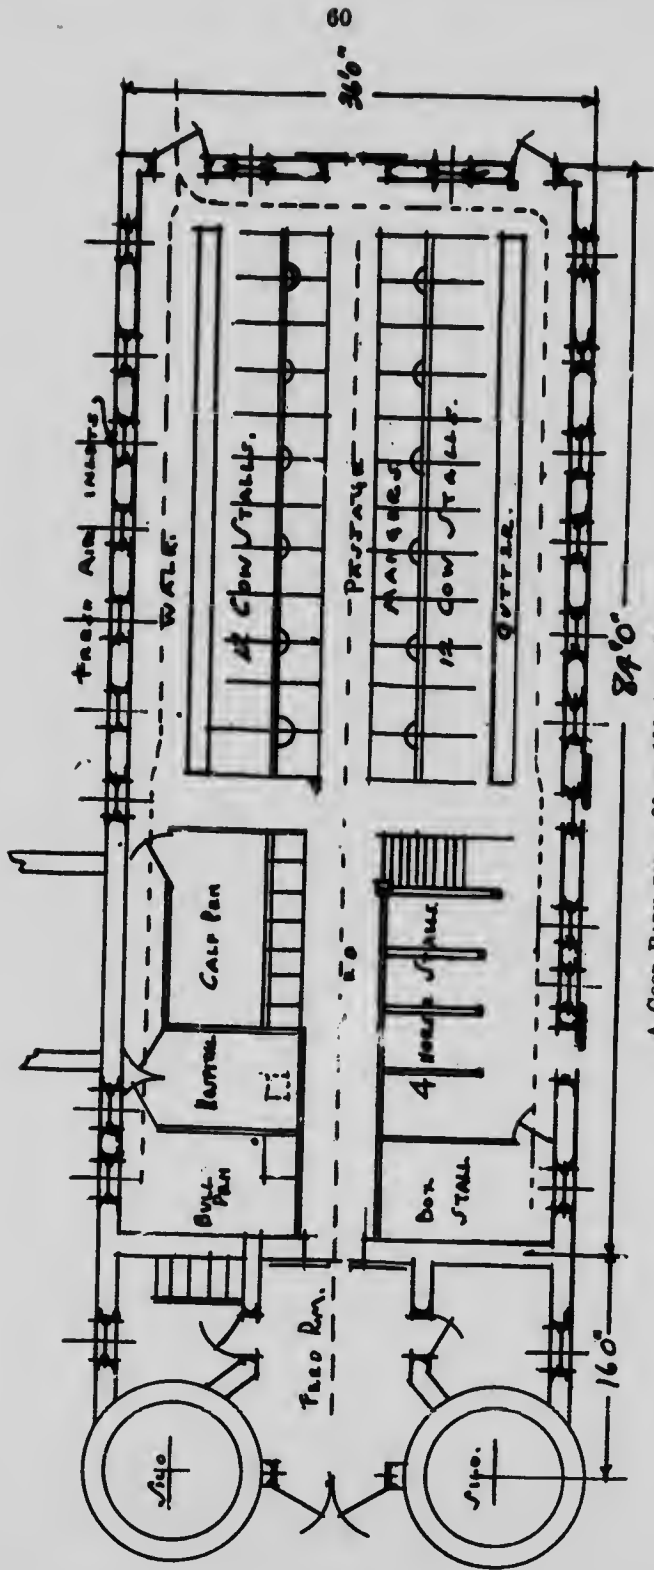 60
36'0"
FRESH AIR INLETS
WALK.
12 COW STALLS.
PASSAGE
MANGERS
12 COW STALLS.
GUTTER.
84'0"
CALF PEN
BULL
PEN
4 HORSE STALLS
BOX
STALL
FEED RM.
16'0"
SILO
SILO.